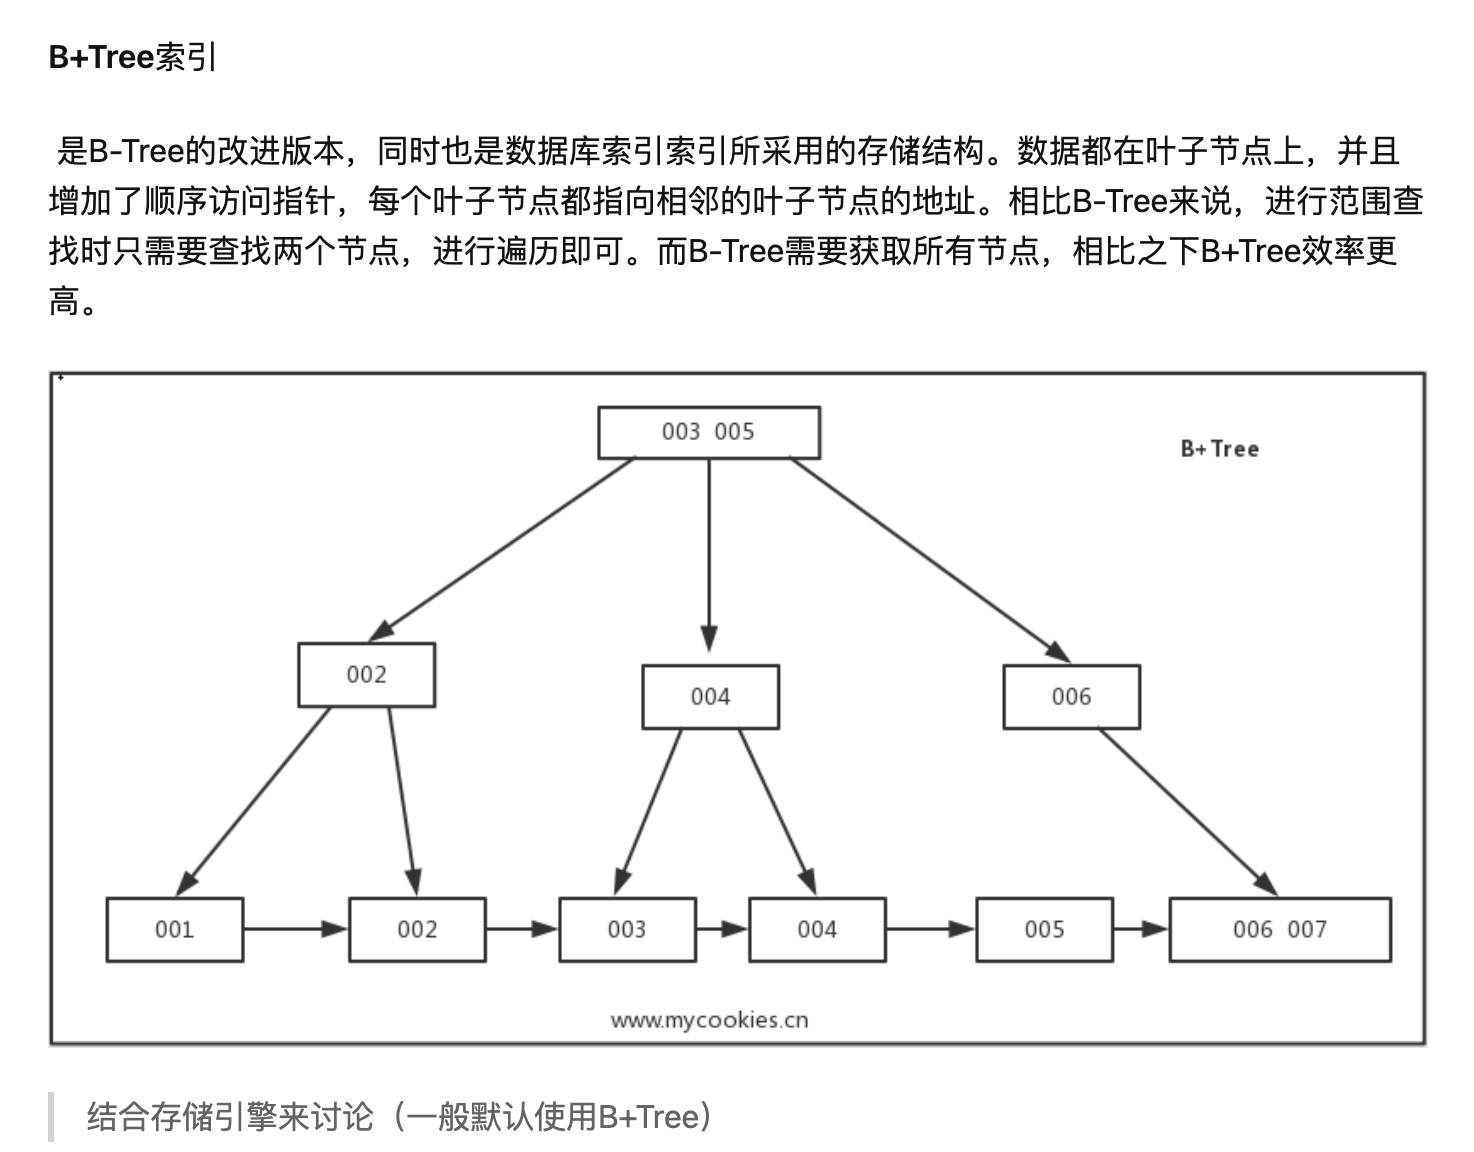 B+Tree索引
是B-Tree的改进版本，同时也是数据库索引索引所采用的存储结构。数据都在叶子节点上，并且
增加了顺序访问指针，每个叶子节点都指向相邻的叶子节点的地址。相比B-Tree来说，进行范围查
找时只需要查找两个节点，进行遍历即可。而B-Tree需要获取所有节点，相比之下B+Tree效率更
高。
003 005
B+Tree
002
004
006
001
002
003
004
005
006 007
www.mycookies.cn
结合存储引擎来讨论（一般默认使用B+Tree）